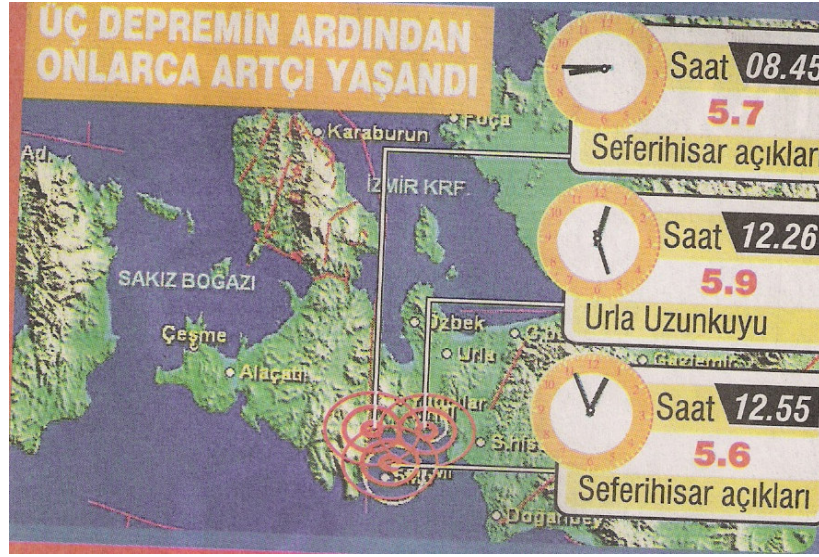 ÜÇ DEPREMİN ARDINDAN
ONLARCA ARTÇI YAŞANDI
Saat 08.45
5.7
Seferihisar açıkları
Saat 12.26
5.9
Urla Uzunkuyu
Saat 12.55
5.6
Seferihisar açıkları
Ad.
Karaburun
Foça
İZMİR KRF.
SAKIZ BOĞAZI
Çeşme
Alaçatı
Özbek
Urla
Gaziemir
Doğanbey